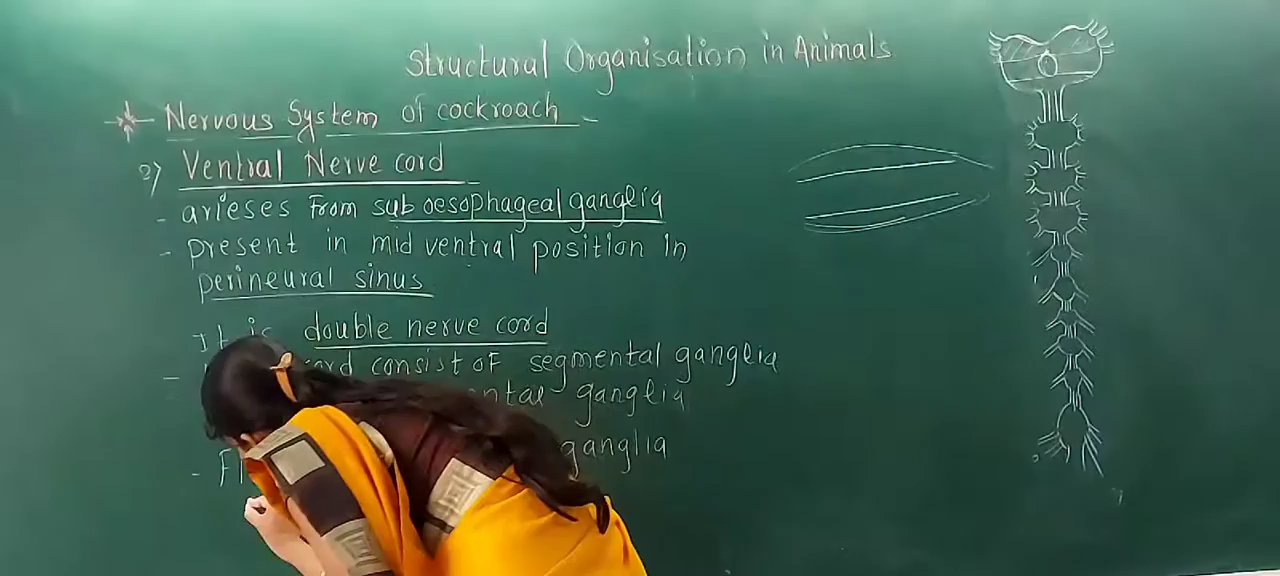 Structural Organisation in Animals
Nervous System of cockroach
2) Ventral Nerve cord
- arieses from sub oesophageal ganglia
- present in mid ventral position in
perineural sinus
It is double nerve cord
- consist of segmental ganglia
ganglia
- ganglia